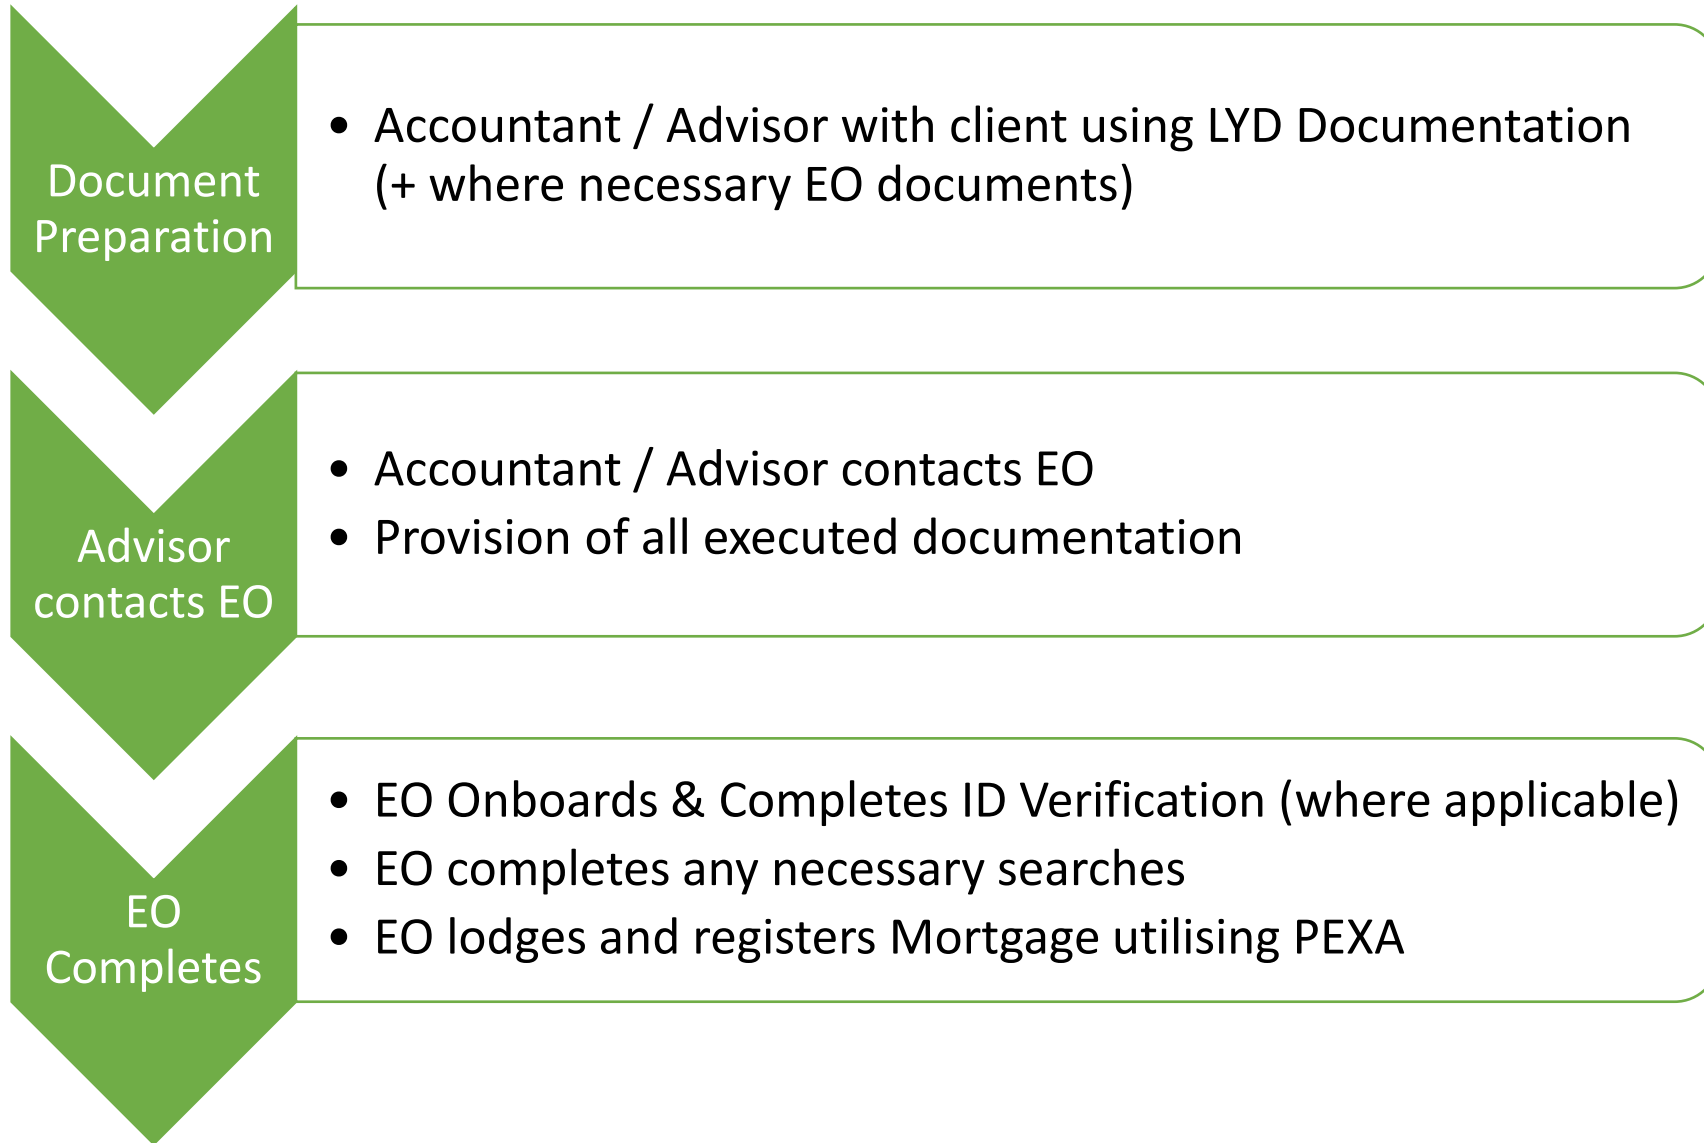 Document
Preparation
• Accountant / Advisor with client using LYD Documentation
(+ where necessary EO documents)
Advisor
contacts EO
• Accountant / Advisor contacts EO
• Provision of all executed documentation
EO
Completes
• EO Onboards & Completes ID Verification (where applicable)
• EO completes any necessary searches
• EO lodges and registers Mortgage utilising PEXA